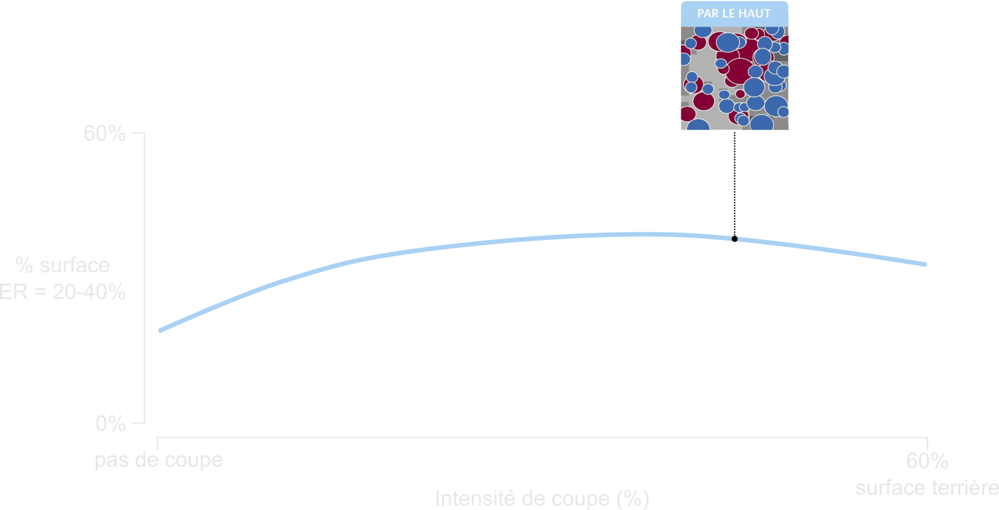 PAR LE HAUT
60%
% surface
ER = 20-40%
0%
pas de coupe
60%
surface terrière
Intensité de coupe (%)